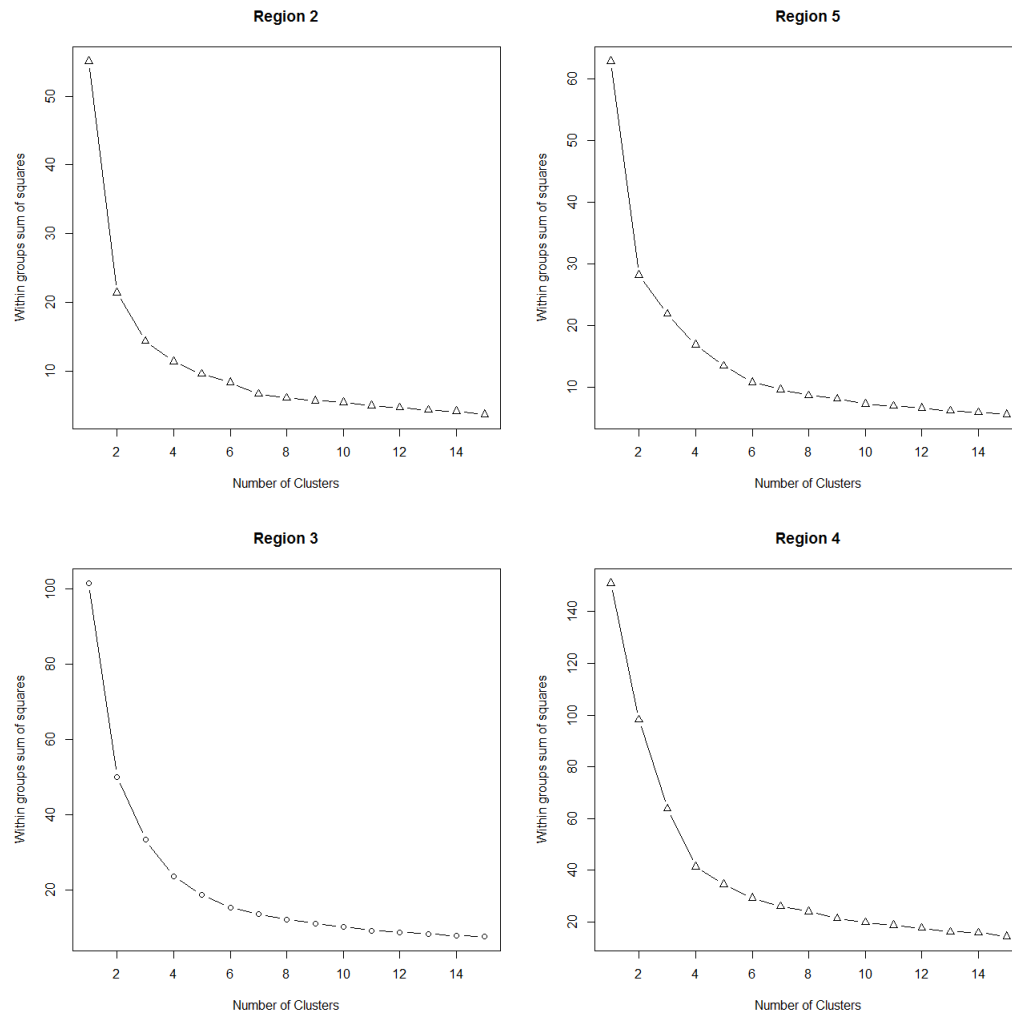 Region 2
Within groups sum of squares
50
40
30
20
10
2 4 6 8 10 12 14
Number of Clusters
Region 5
Within groups sum of squares
60
50
40
30
20
10
2 4 6 8 10 12 14
Number of Clusters
Region 3
Within groups sum of squares
100
80
60
40
20
2 4 6 8 10 12 14
Number of Clusters
Region 4
Within groups sum of squares
140
120
100
80
60
40
20
2 4 6 8 10 12 14
Number of Clusters